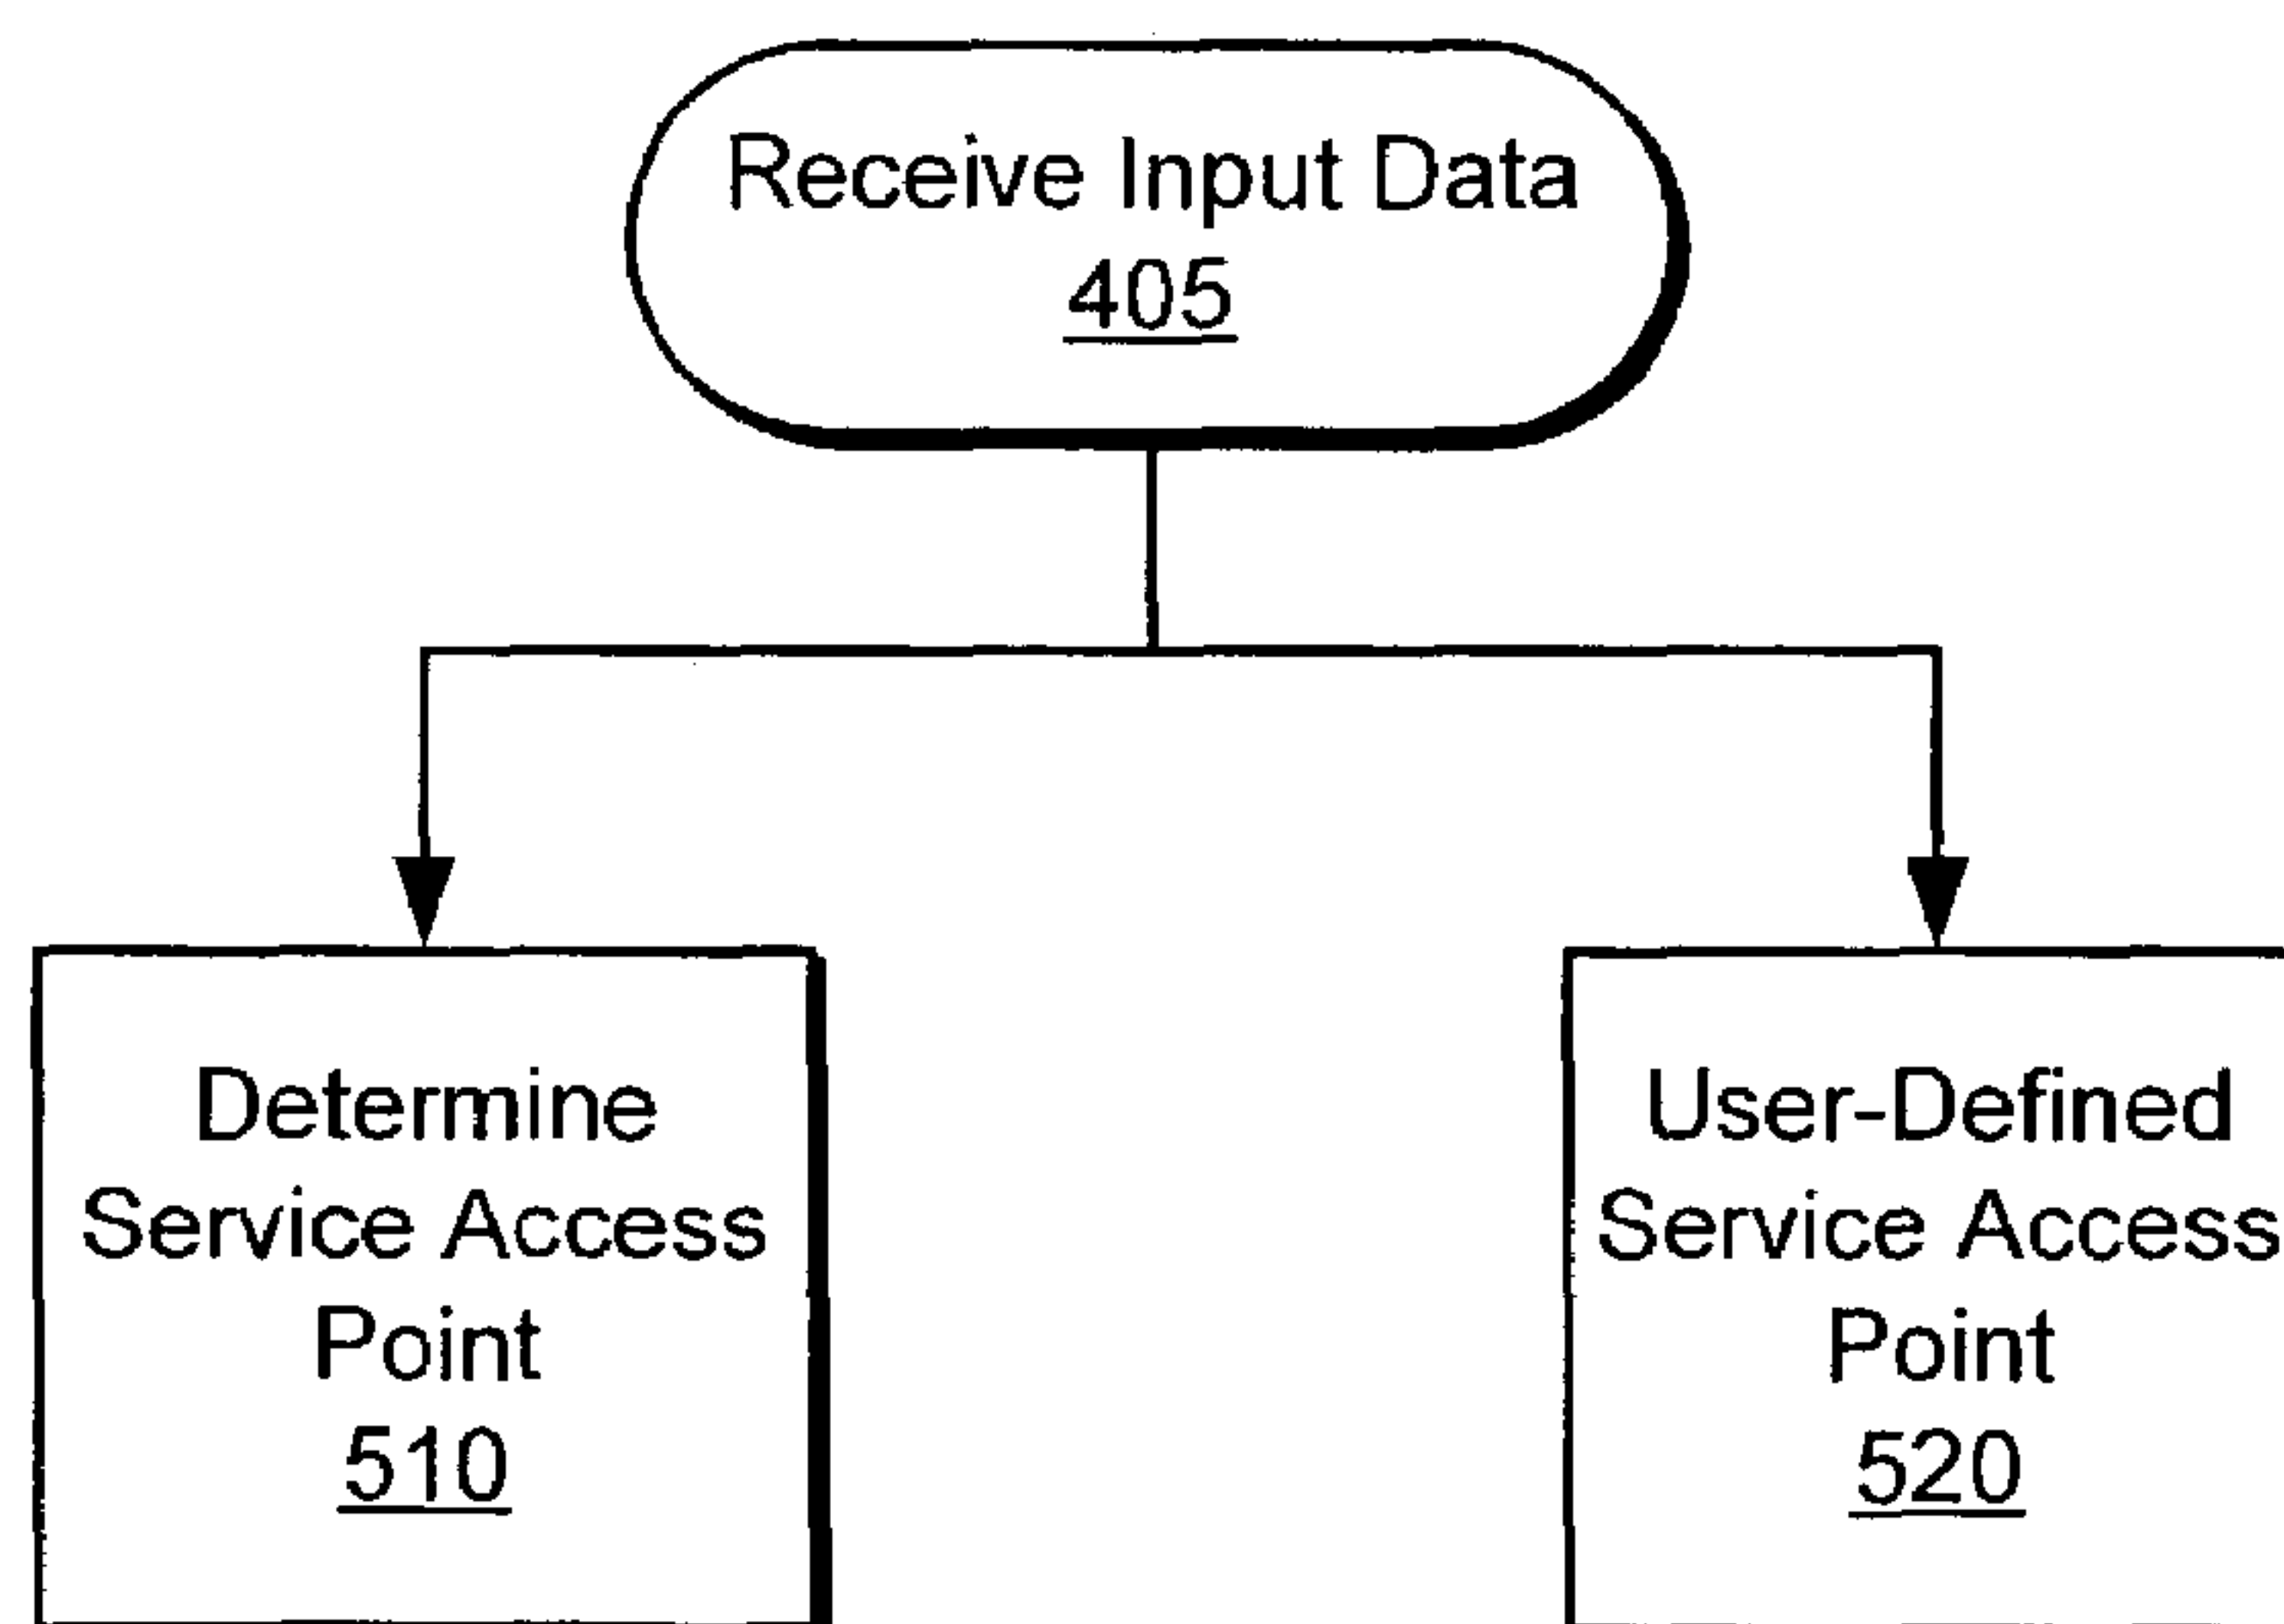 Receive Input Data
405
Determine
Service Access
Point
510
User-Defined
Service Access
Point
520